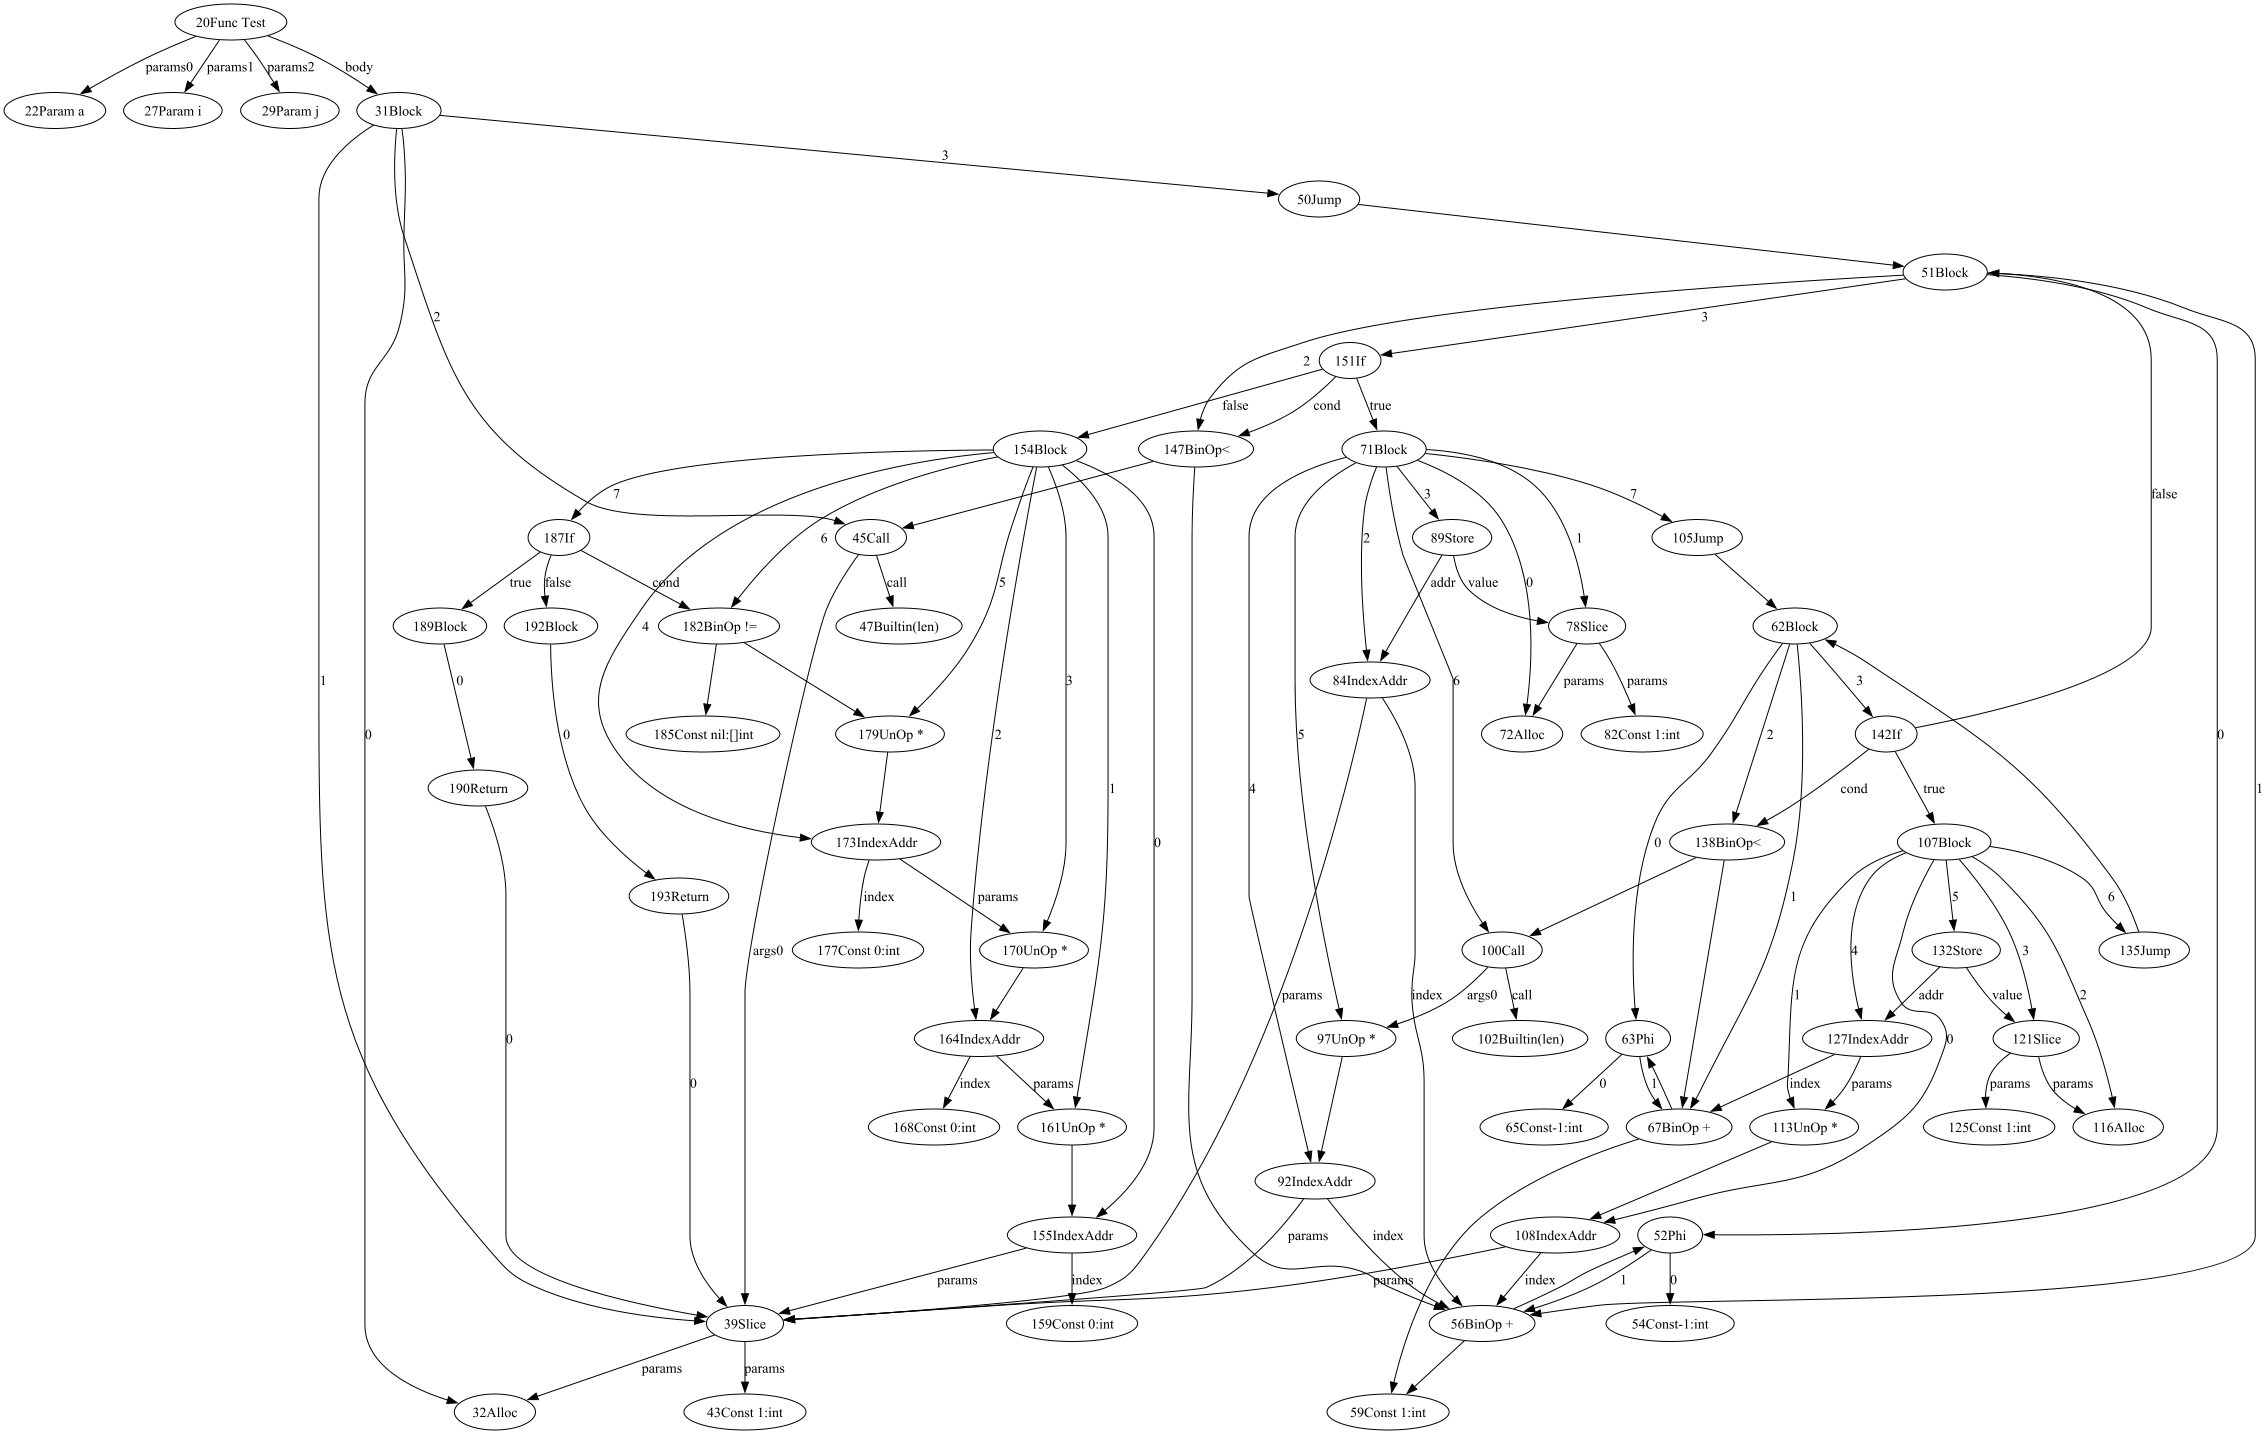 20Func Test
params0
params1
params2
body
22Param a
27Param i
29Param j
31Block
3
50Jump
51Block
2
3
151If
2
false
cond
true
154Block
147BinOp<
71Block
7
3
7
false
187If
45Call
6
2
89Store
1
105Jump
true
false
cond
5
call
addr
value
0
189Block
192Block
182BinOp !=
4
47Builtin(len)
78Slice
62Block
0
3
84IndexAddr
6
params
params
3
1
0
0
185Const nil:[]int
179UnOp *
2
5
72Alloc
82Const 1:int
2
142If
0
190Return
1
4
cond
true
173IndexAddr
0
0
138BinOp<
107Block
193Return
index
params
1
5
6
args0
170UnOp *
100Call
4
132Store
3
135Jump
177Const 0:int
params
index
args0
call
1
addr
value
2
0
164IndexAddr
97UnOp *
102Builtin(len)
63Phi
127IndexAddr
121Slice
0
0
index
params
0
1
index
params
params
params
168Const 0:int
161UnOp *
65Const-1:int
67BinOp +
113UnOp *
125Const 1:int
116Alloc
92IndexAddr
155IndexAddr
params
index
108IndexAddr
52Phi
params
index
params
index
1
0
39Slice
159Const 0:int
56BinOp +
54Const-1:int
params
params
32Alloc
43Const 1:int
59Const 1:int